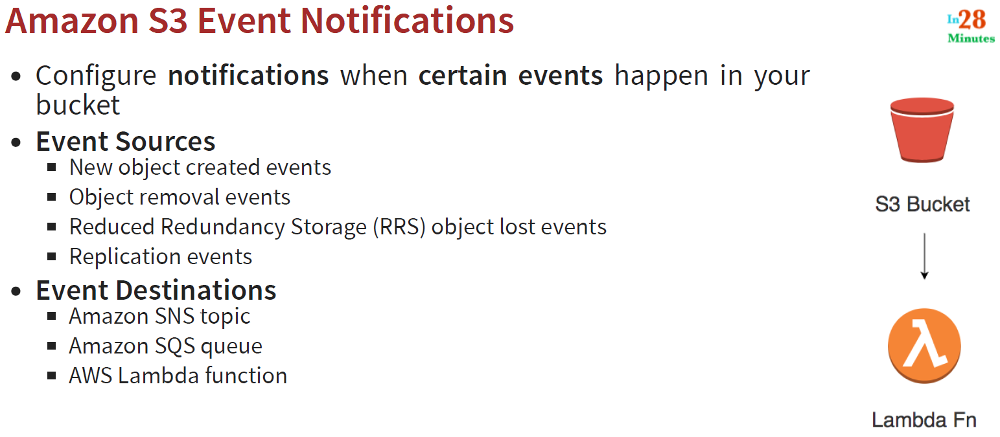 Amazon S3 Event Notifications
In28
Minutes
• Configure notifications when certain events happen in your
bucket
• Event Sources
▪ New object created events
▪ Object removal events
▪ Reduced Redundancy Storage (RRS) object lost events
▪ Replication events
• Event Destinations
▪ Amazon SNS topic
▪ Amazon SQS queue
▪ AWS Lambda function
S3 Bucket
λ
Lambda Fn